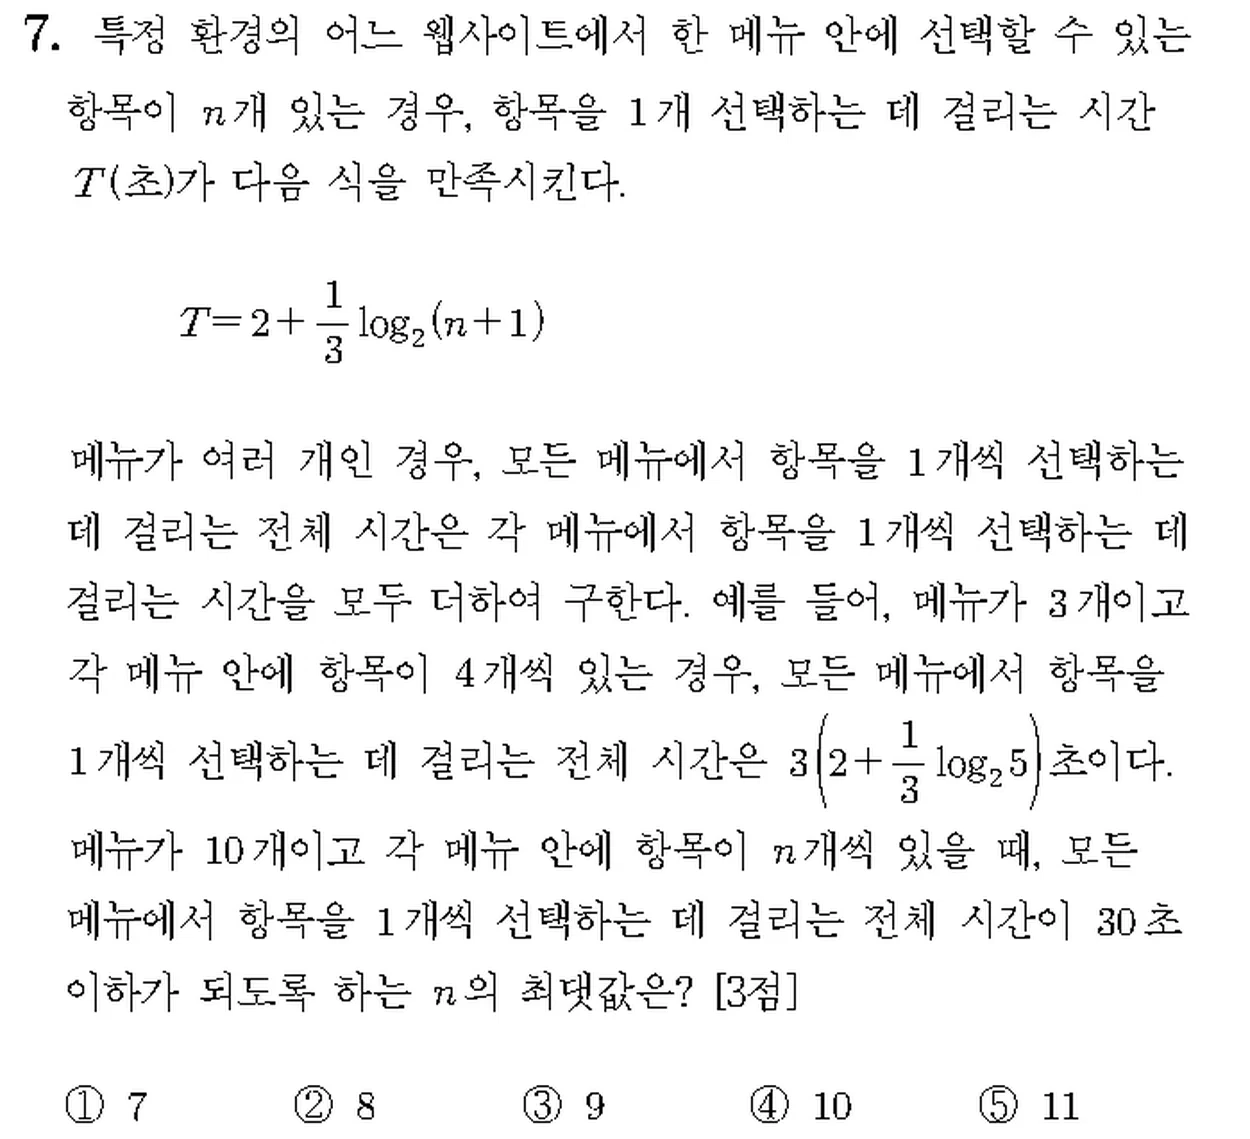 7. 특정 환경의 어느 웹사이트에서 한 메뉴 안에 선택할 수 있는
항목이 n개 있는 경우, 항목을 1개 선택하는 데 걸리는 시간
T(초)가 다음 식을 만족시킨다.
T=2+\frac{1}{3}log₂(n+1)
메뉴가 여러 개인 경우, 모든 메뉴에서 항목을 1개씩 선택하는
데 걸리는 전체 시간은 각 메뉴에서 항목을 1개씩 선택하는 데
걸리는 시간을 모두 더하여 구한다. 예를 들어, 메뉴가 3개이고
각 메뉴 안에 항목이 4개씩 있는 경우, 모든 메뉴에서 항목을
1개씩 선택하는 데 걸리는 전체 시간은 3(2+\frac{1}{3}log₂5)초이다.
메뉴가 10개이고 각 메뉴 안에 항목이 n개씩 있을 때, 모든
메뉴에서 항목을 1개씩 선택하는 데 걸리는 전체 시간이 30초
이하가 되도록 하는 n의 최댓값은? [3점]
① 7 ② 8 ③ 9 ④ 10 ⑤ 11